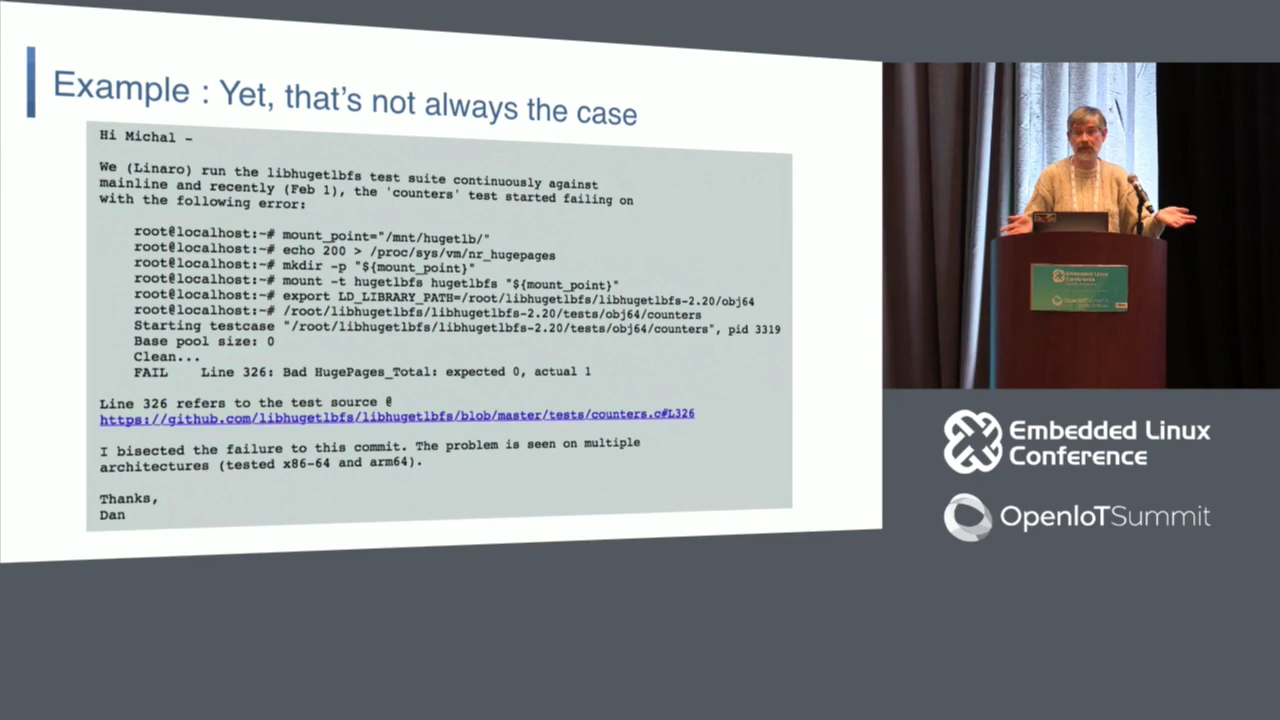 Example : Yet, that's not always the case
Hi Michal –
We (Linaro) run the libhugetlbfs test suite continuously against
mainline and recently (Feb 1), the 'counters' test started failing on
with the following error:
root@localhost:~# mount_point="/mnt/hugetlb/"
root@localhost:~# echo 200 > /proc/sys/vm/nr_hugepages
root@localhost:~# mkdir -p "${mount_point}"
root@localhost:~# mount -t hugetlbfs hugetlbfs "${mount_point}"
root@localhost:~# export LD_LIBRARY_PATH=/root/libhugetlbfs/libhugetlbfs-2.20/obj64
root@localhost:~# /root/libhugetlbfs/libhugetlbfs-2.20/tests/obj64/counters
Starting testcase "/root/libhugetlbfs/libhugetlbfs-2.20/tests/obj64/counters", pid 3319
Base pool size: 0
Clean...
FAIL Line 326: Bad HugePages_Total: expected 0, actual 1
Line 326 refers to the test source @
https://github.com/libhugetlbfs/libhugetlbfs/blob/master/tests/counters.c#L326
I bisected the failure to this commit. The problem is seen on multiple
architectures (tested x86-64 and arm64).
Thanks,
Dan
Embedded Linux
Conference
OpenIoTSummit
Embedded Linux
Conference
OpenIoTSummit